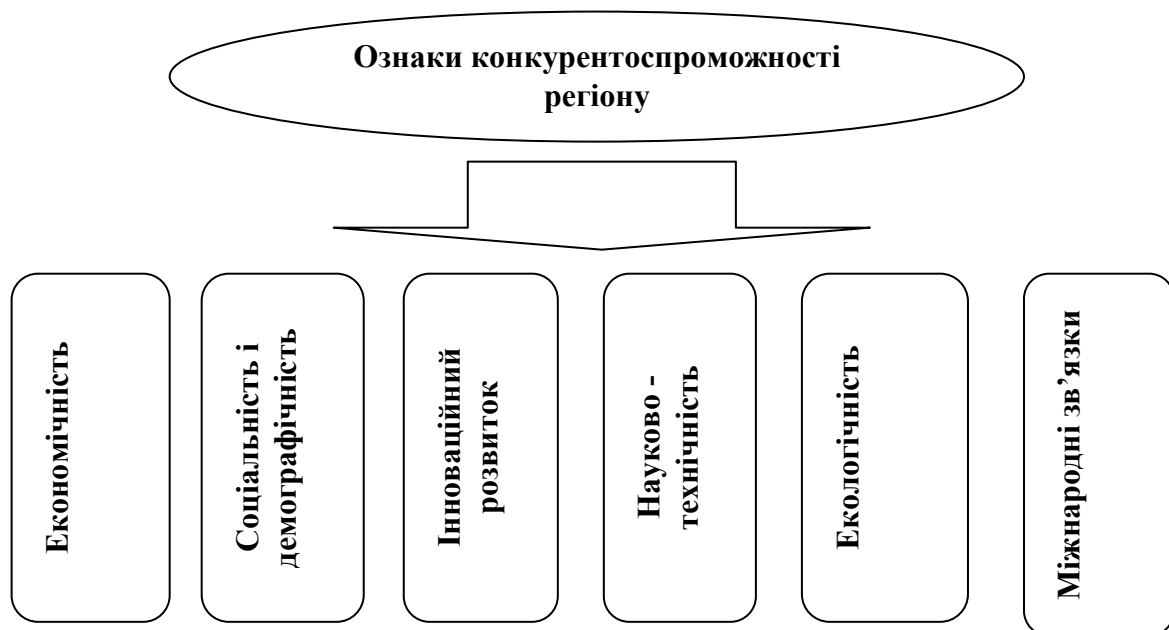 Ознаки конкурентоспроможності
регіону
Економічність
Соціальність і
демографічність
Інноваційний
розвиток
Науково -
технічність
Екологічність
Міжнародні зв’язки